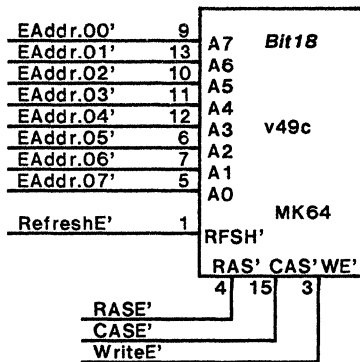 EAddr.00' 9 A7 Bit18
EAddr.01' 13 A6
EAddr.02' 10 A5
EAddr.03' 11 A4
EAddr.04' 12 A3 v49c
EAddr.05' 6 A2
EAddr.06' 7 A1
EAddr.07' 5 A0
MK64
RefreshE' 1 RFSH'
RAS' CAS' WE'
4 15 3
RASE'
CASE'
WriteE'